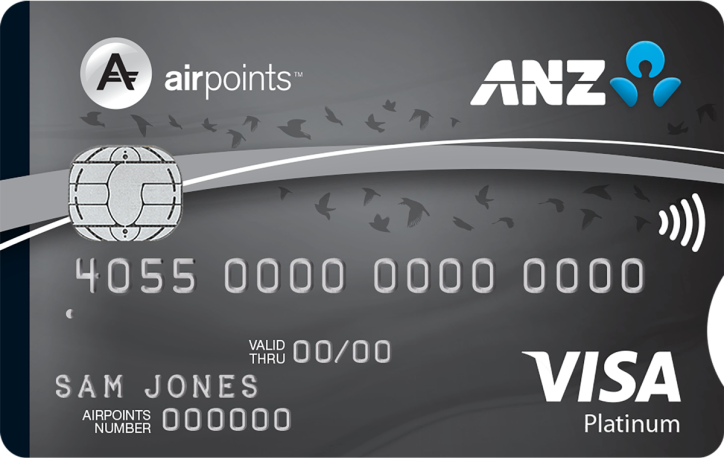 airpoints™
ANZ
4055 0000 0000 0000
VALID THRU 00/00
SAM JONES
AIRPOINTS NUMBER 000000
VISA
Platinum